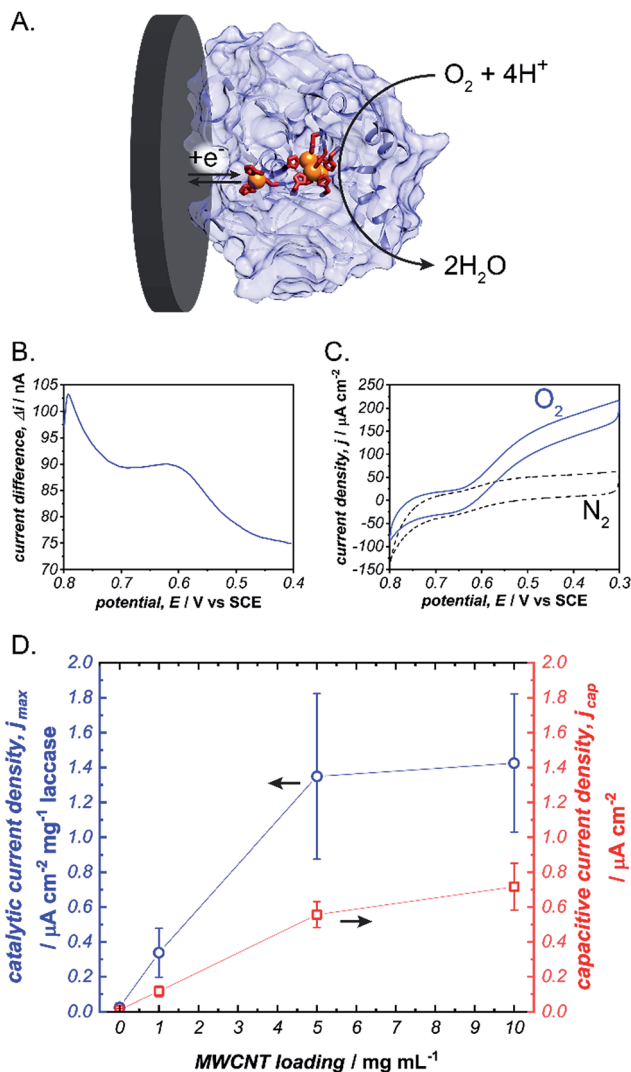 A.
O₂ + 4H⁺
+e⁻
2H₂O
B.
current difference, Δi / nA
105
100
95
90
85
80
75
70
0.8 0.7 0.6 0.5 0.4
potential, E / V vs SCE
C.
current density, j / μA cm⁻²
250
200
150
100
50
0
-50
-100
-150
O₂
N₂
0.8 0.7 0.6 0.5 0.4 0.3
potential, E / V vs SCE
D.
catalytic current density, jmax
/ μA cm⁻² mg⁻¹ laccase
2.0
1.8
1.6
1.4
1.2
1.0
0.8
0.6
0.4
0.2
0.0
2.0
1.8
1.6
1.4
1.2
1.0
0.8
0.6
0.4
0.2
0.0
capacitive current density, jcap
/ μA cm⁻²
0 1 2 3 4 5 6 7 8 9 10
MWCNT loading / mg mL⁻¹